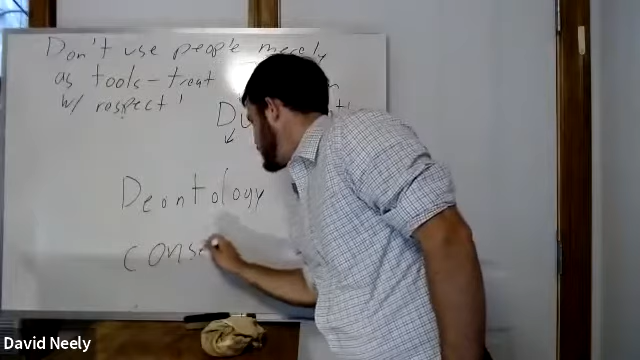 Don't use people merely
as tools - treat
w/ respect'
Deontology
conse
David Neely